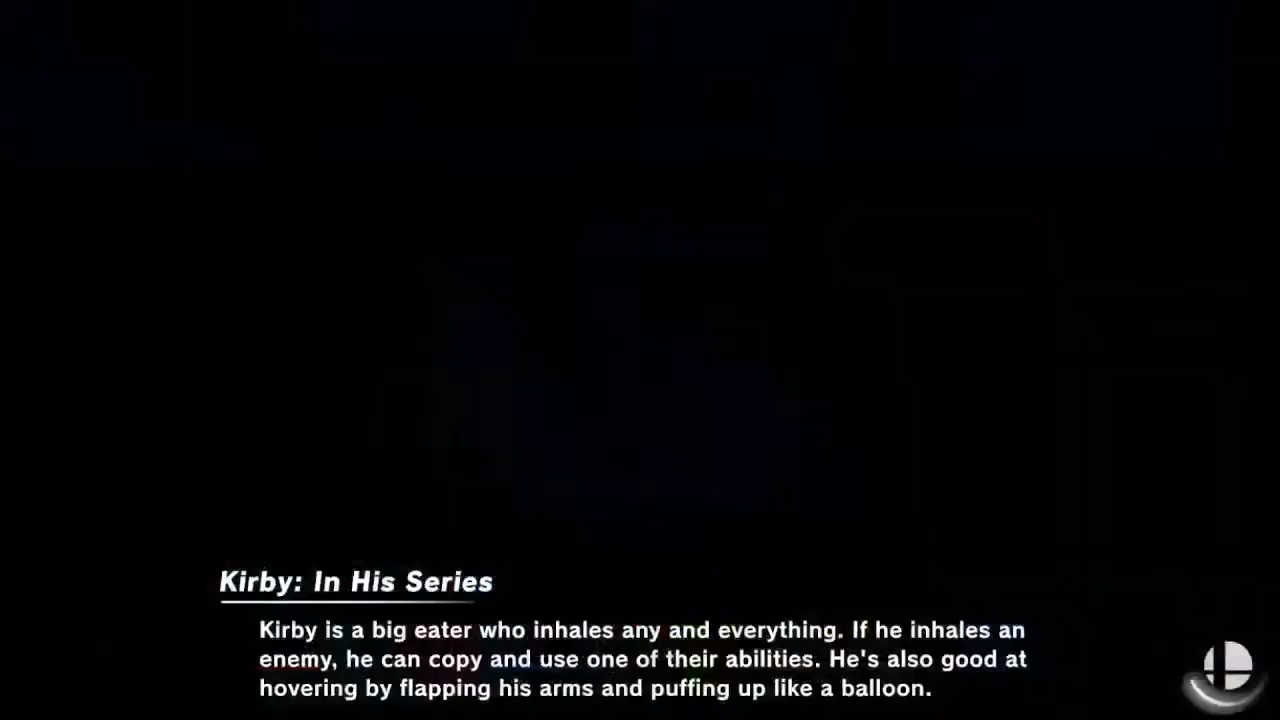 Kirby: In His Series
Kirby is a big eater who inhales any and everything. If he inhales an
enemy, he can copy and use one of their abilities. He's also good at
hovering by flapping his arms and puffing up like a balloon.